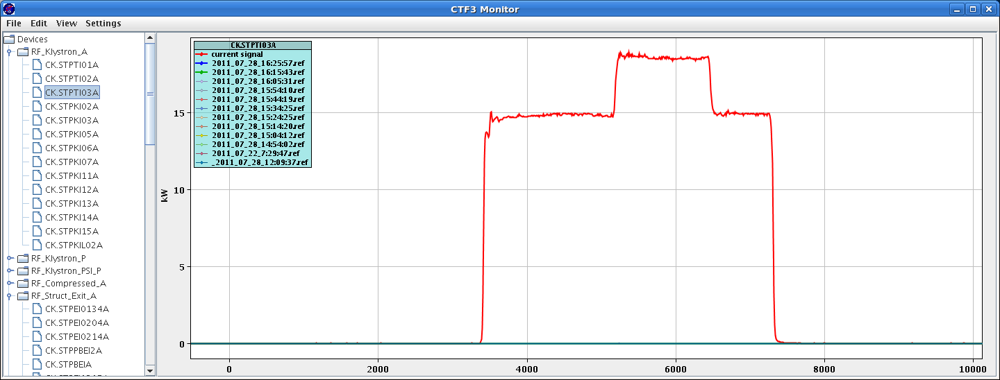 CTF3 Monitor
File Edit View Settings
Devices
RF_Klystron_A
CK.STPTI01A
CK.STPTI02A
CK.STPTI03A
CK.STPKI02A
CK.STPKI03A
CK.STPKI05A
CK.STPKI06A
CK.STPKI07A
CK.STPKI11A
CK.STPKI12A
CK.STPKI13A
CK.STPKI14A
CK.STPKI15A
CK.STPKIL02A
RF_Klystron_P
RF_Klystron_PSI_P
RF_Compressed_A
RF_Struct_Exit_A
CK.STPEI0134A
CK.STPEI0204A
CK.STPEI0214A
CK.STPPBEI2A
CK.STPBEIA
CK.STPTI03A
current signal
2011_07_28_16:25:57.ref
2011_07_28_16:15:43.ref
2011_07_28_16:05:31.ref
2011_07_28_15:54:10.ref
2011_07_28_15:44:19.ref
2011_07_28_15:34:25.ref
2011_07_28_15:24:25.ref
2011_07_28_15:14:20.ref
2011_07_28_15:04:12.ref
2011_07_28_14:54:02.ref
2011_07_22_7:29:47.ref
_2011_07_28_12:09:37.ref
kW
15
10
5
0
0 2000 4000 6000 8000 10000